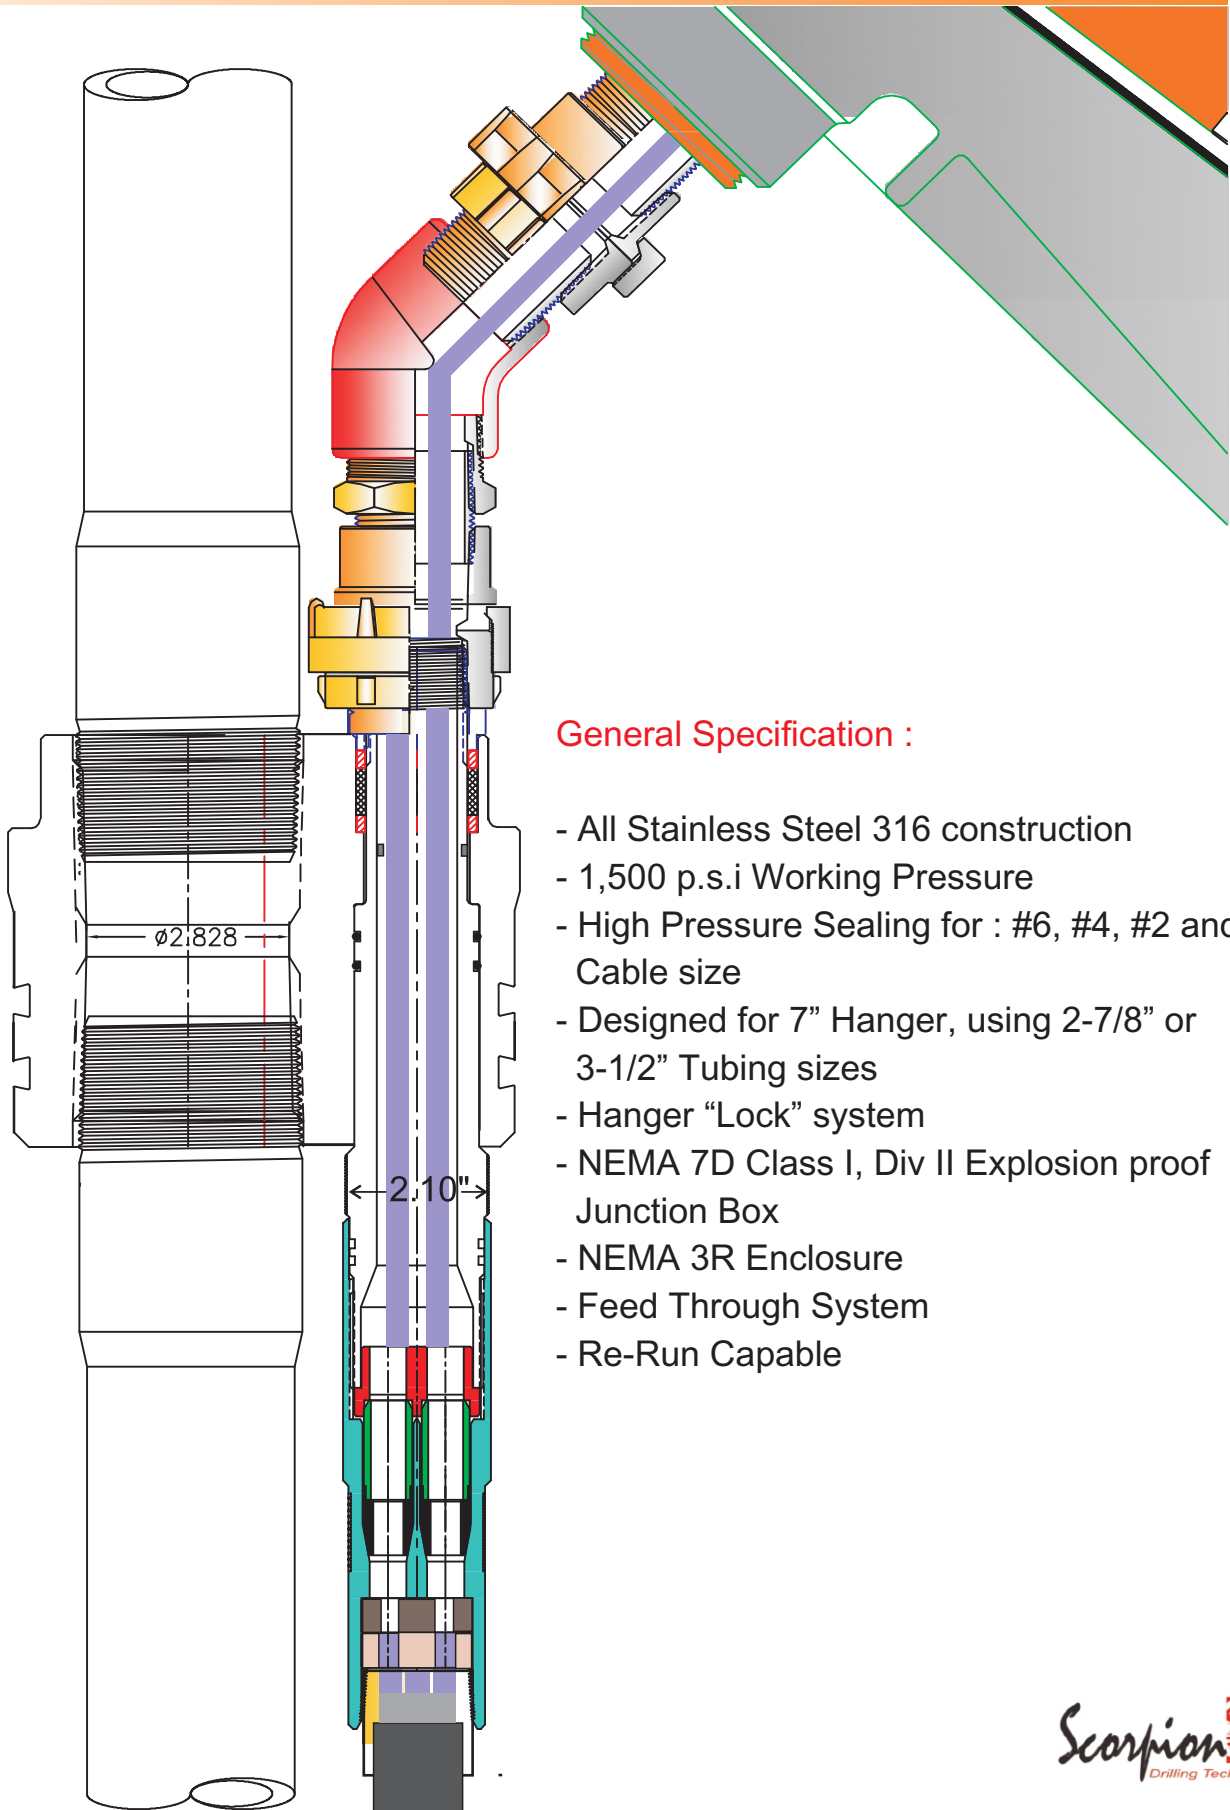 General Specification :
- All Stainless Steel 316 construction
- 1,500 p.s.i Working Pressure
- High Pressure Sealing for : #6, #4, #2 and
Cable size
- Designed for 7” Hanger, using 2-7/8” or
3-1/2” Tubing sizes
- Hanger “Lock” system
- NEMA 7D Class I, Div II Explosion proof
Junction Box
- NEMA 3R Enclosure
- Feed Through System
- Re-Run Capable
ø2.828
2.10"
Scorpion
Drilling